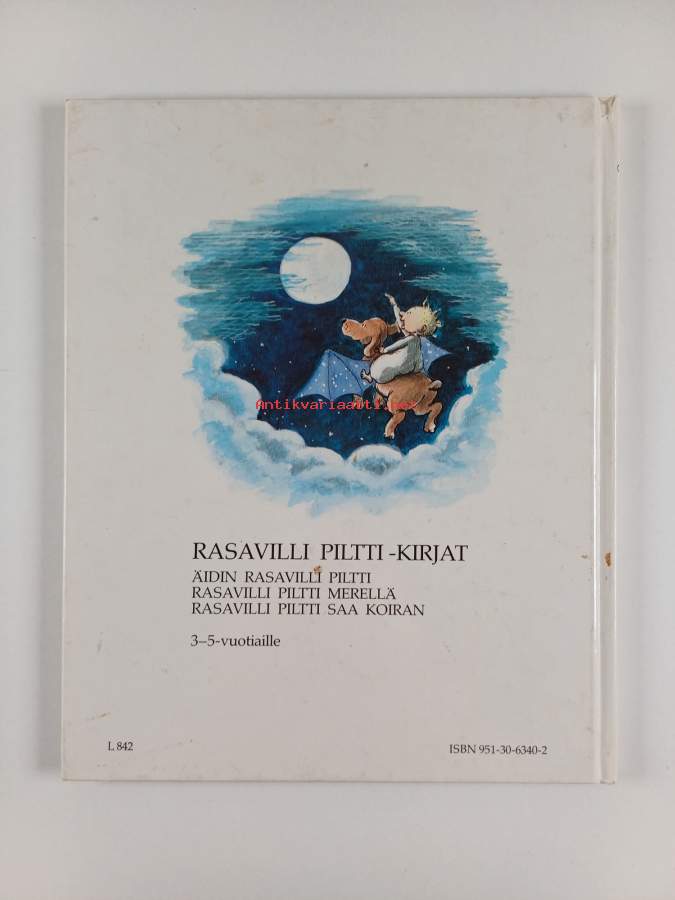 Antikvariaatti.net
RASAVILLI PILTTI -KIRJAT
ÄIDIN RASAVILLI PILTTI
RASAVILLI PILTTI MERELLÄ
RASAVILLI PILTTI SAA KOIRAN
3–5-vuotiaille
L 842
ISBN 951-30-6340-2